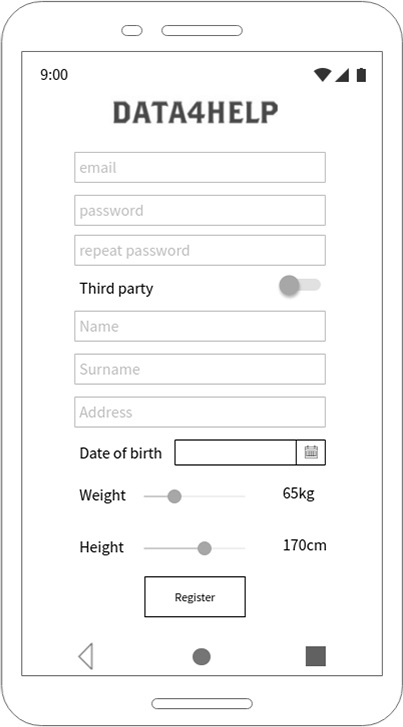 9:00
DATA4HELP
email
password
repeat password
Third party
Name
Surname
Address
Date of birth
Weight 65kg
Height 170cm
Register